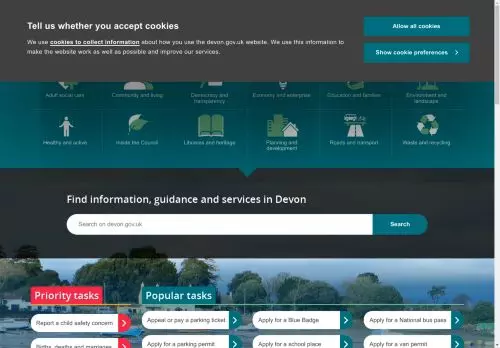 Tell us whether you accept cookies
We use cookies to collect information about how you use the devon.gov.uk website. We use this information
to make the website work as well as possible and improve our services.
Allow all cookies
Show cookie preferences
Adult social care
Community and living
Democracy and
transparency
Economy and enterprise
Education and families
Environment and
landscape
Healthy and active
Inside the Council
Libraries and heritage
Planning and
development
Roads and transport
Waste and recycling
Find information, guidance and services in Devon
Search on devon.gov.uk
Search
Priority tasks
Popular tasks
Report a child safety concern
Appeal or pay a parking ticket
Apply for a Blue Badge
Apply for a National bus pass
Births, deaths and marriages
Apply for a parking permit
Apply for a school place
Apply for a van permit